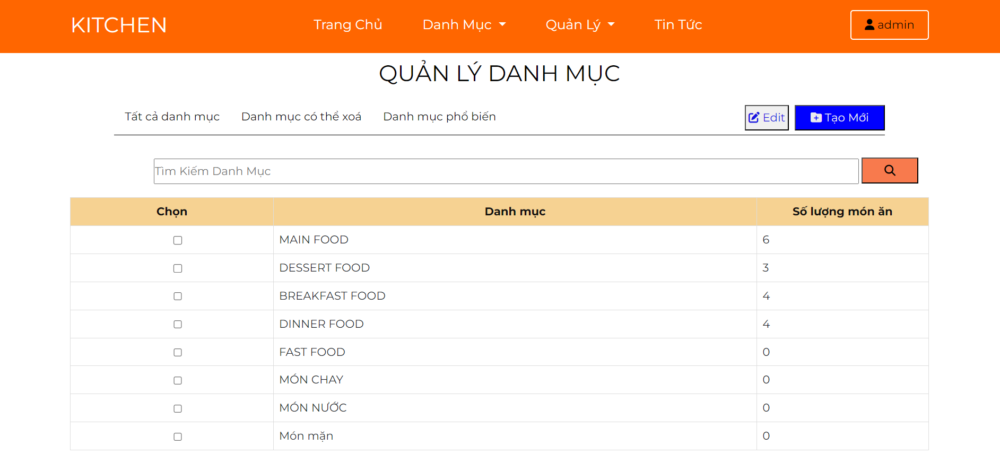 KITCHEN Trang Chủ Danh Mục Quản Lý Tin Tức admin
QUẢN LÝ DANH MỤC
Tất cả danh mục Danh mục có thể xoá Danh mục phổ biến Edit Tạo Mới
Tìm Kiếm Danh Mục
Chọn Danh mục Số lượng món ăn
MAIN FOOD 6
DESSERT FOOD 3
BREAKFAST FOOD 4
DINNER FOOD 4
FAST FOOD 0
MÓN CHAY 0
MÓN NƯỚC 0
Món mặn 0